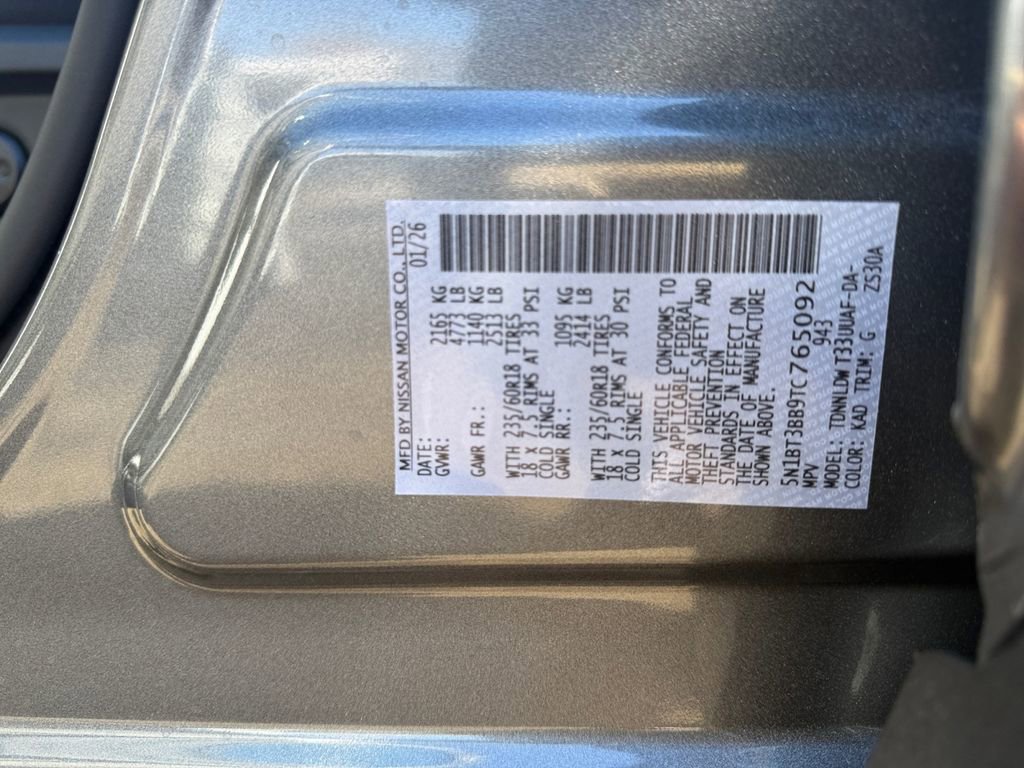 MFD BY NISSAN MOTOR CO., LTD.
DATE: 01/26
GVWR: 2165 KG
4773 LB
GAWR FR.: 1140 KG
2513 LB
WITH 235/60R18 TIRES
18 X 7.5 RIMS AT 33 PSI
COLD SINGLE
GAWR RR.: 1095 KG
2414 LB
WITH 235/60R18 TIRES
18 X 7.5 RIMS AT 30 PSI
COLD SINGLE
THIS VEHICLE CONFORMS TO
ALL APPLICABLE FEDERAL
MOTOR VEHICLE SAFETY AND
THEFT PREVENTION
STANDARDS IN EFFECT ON
THE DATE OF MANUFACTURE
SHOWN ABOVE.
5N1BT3BB9TC765092
MPV 943
MODEL: TDNNLDW T33UUAF-DA-
COLOR: KAD TRIM: G ZS30A